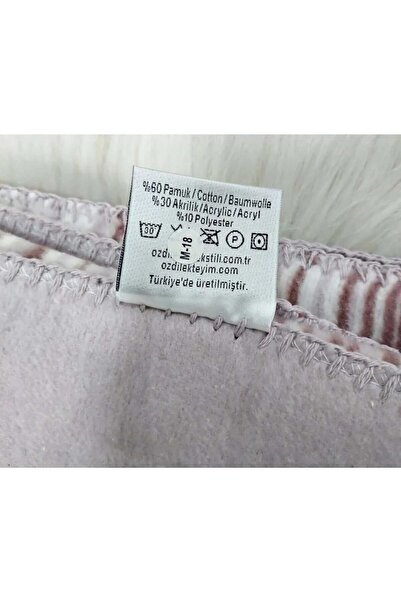 %60 Pamuk / Cotton / Baumwolle
%30 Akrilik / Acrylic / Acryl
%10 Polyester
30
P
M-18
ozdilekteyim.com
Türkiye'de üretilmiştir.